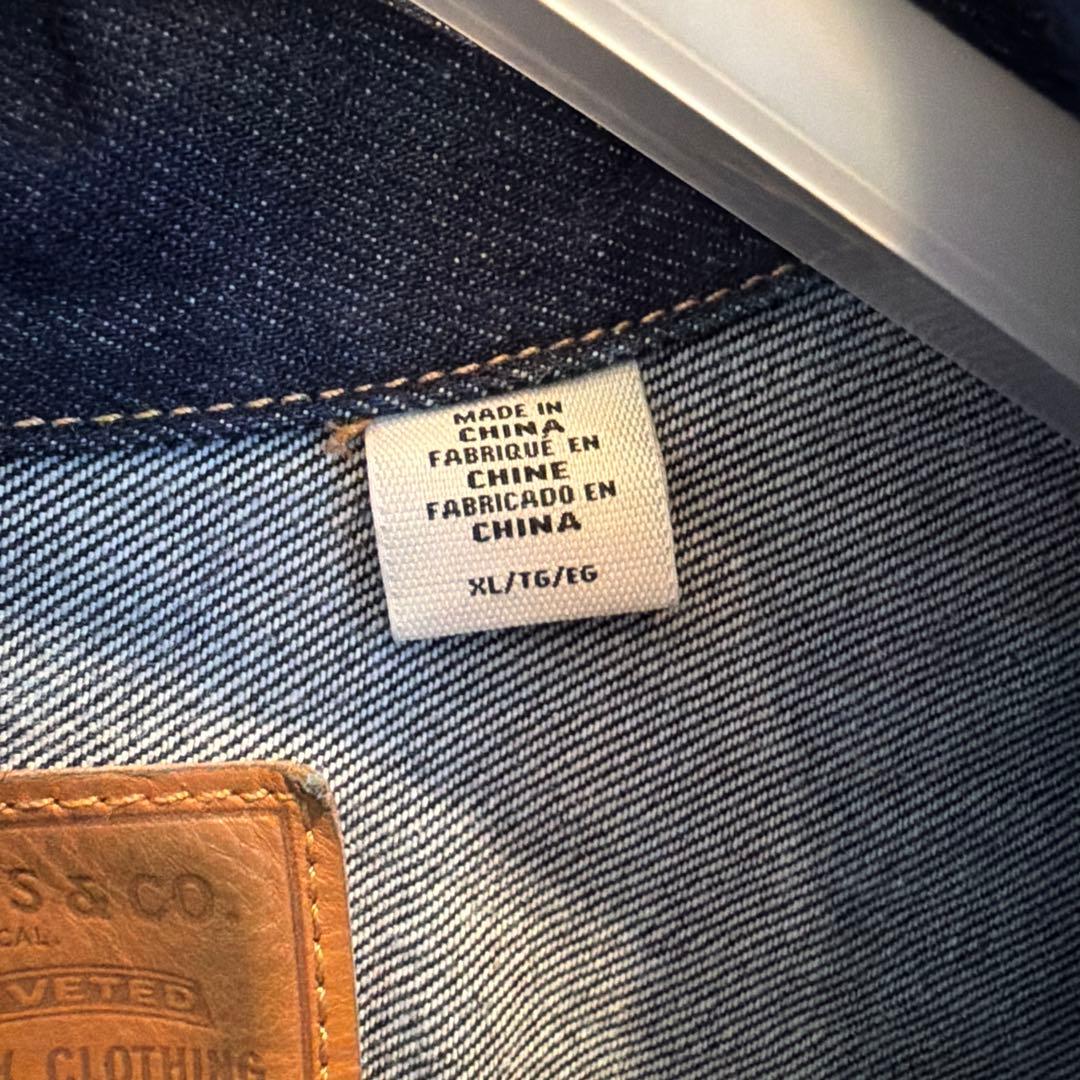 MADE IN
CHINA
FABRIQUÉ EN
CHINE
FABRICADO EN
CHINA
XL/TG/EG
S & CO.
CAL.
VETED
CLOTHING